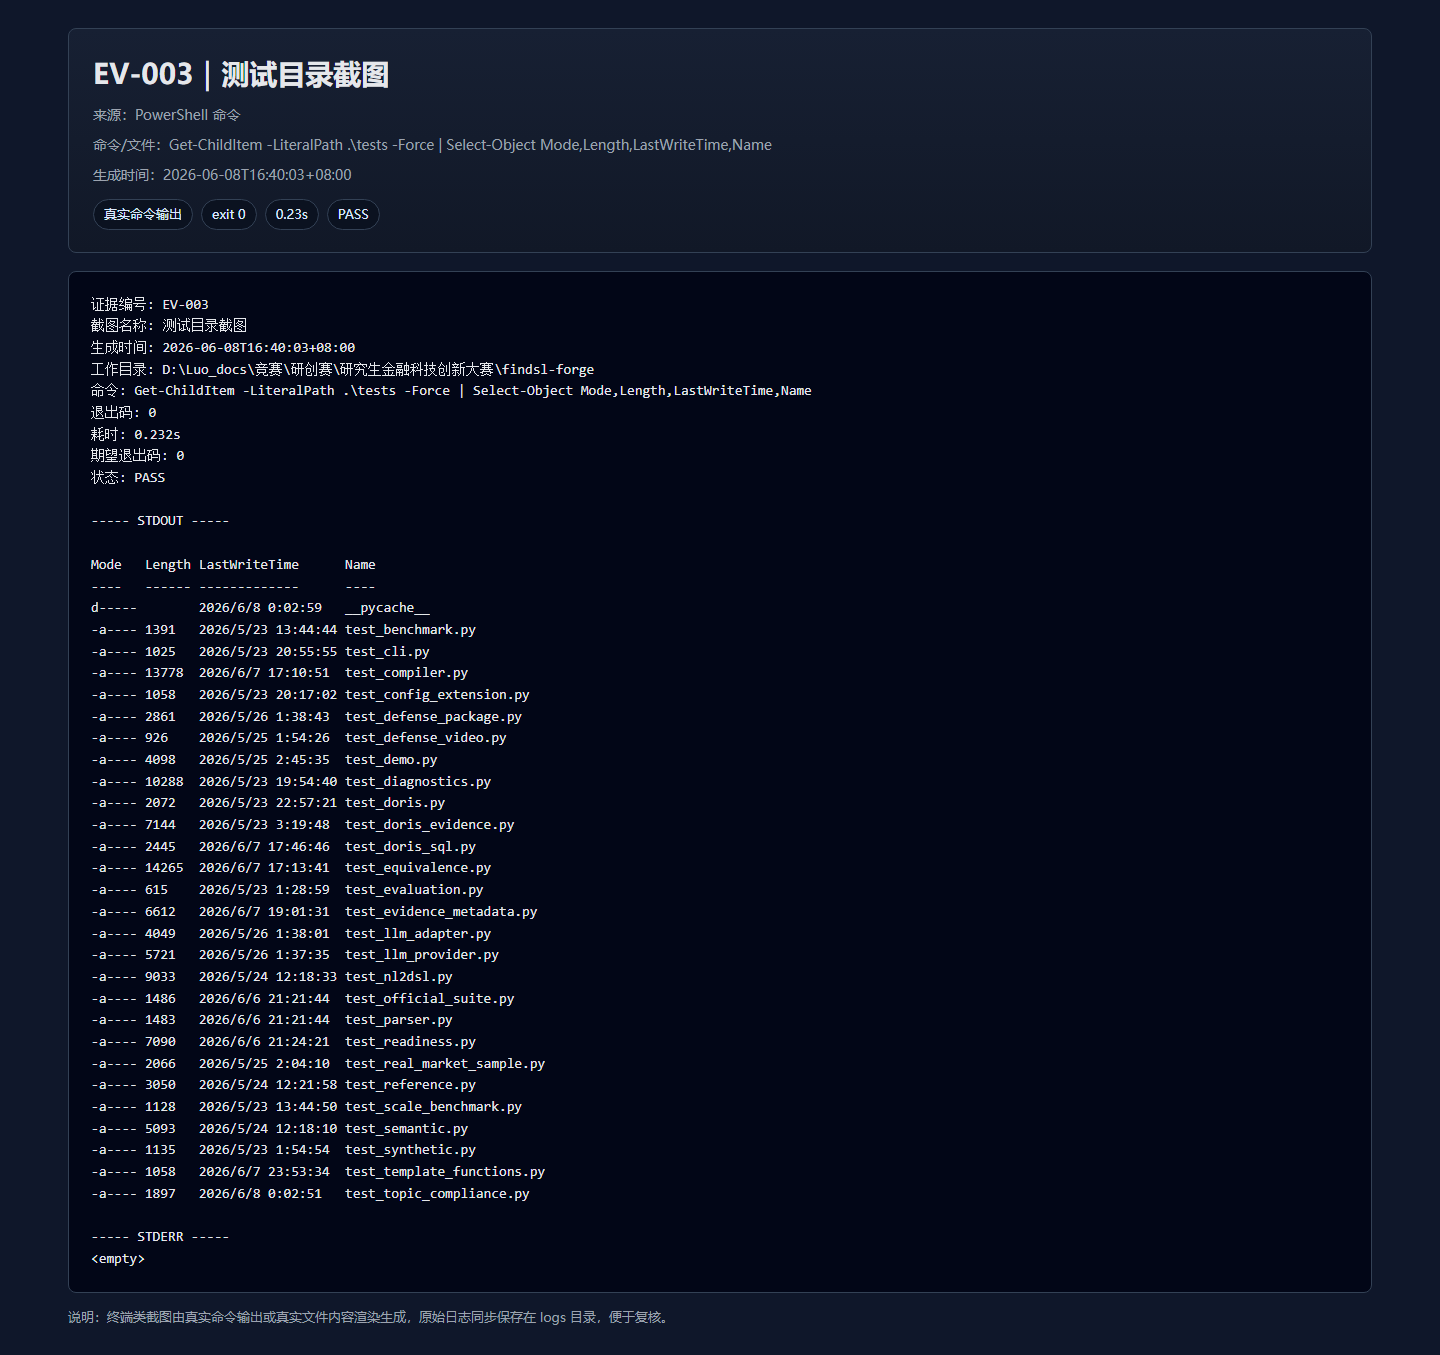 EV-003 | 测试目录截图
来源：PowerShell 命令
命令/文件：Get-ChildItem -LiteralPath .\tests -Force | Select-Object Mode,Length,LastWriteTime,Name
生成时间：2026-06-08T16:40:03+08:00
真实命令输出 exit 0 0.23s PASS
证据编号: EV-003
截图名称: 测试目录截图
生成时间: 2026-06-08T16:40:03+08:00
工作目录: D:\Luo_docs\竞赛\研创赛\研究生金融科技创新大赛\findsl-forge
命令: Get-ChildItem -LiteralPath .\tests -Force | Select-Object Mode,Length,LastWriteTime,Name
退出码: 0
耗时: 0.232s
期望退出码: 0
状态: PASS
----- STDOUT -----
Mode   Length LastWriteTime      Name
----   ------ -------------      ----
d-----        2026/6/8 0:02:59   __pycache__
-a---- 1391   2026/5/23 13:44:44 test_benchmark.py
-a---- 1025   2026/5/23 20:55:55 test_cli.py
-a---- 13778  2026/6/7 17:10:51  test_compiler.py
-a---- 1058   2026/5/23 20:17:02 test_config_extension.py
-a---- 2861   2026/5/26 1:38:43  test_defense_package.py
-a---- 926    2026/5/25 1:54:26  test_defense_video.py
-a---- 4098   2026/5/25 2:45:35  test_demo.py
-a---- 10288  2026/5/23 19:54:40 test_diagnostics.py
-a---- 2072   2026/5/23 22:57:21 test_doris.py
-a---- 7144   2026/5/23 3:19:48  test_doris_evidence.py
-a---- 2445   2026/6/7 17:46:46  test_doris_sql.py
-a---- 14265  2026/6/7 17:13:41  test_equivalence.py
-a---- 615    2026/5/23 1:28:59  test_evaluation.py
-a---- 6612   2026/6/7 19:01:31  test_evidence_metadata.py
-a---- 4049   2026/5/26 1:38:01  test_llm_adapter.py
-a---- 5721   2026/5/26 1:37:35  test_llm_provider.py
-a---- 9033   2026/5/24 12:18:33 test_nl2dsl.py
-a---- 1486   2026/6/6 21:21:44  test_official_suite.py
-a---- 1483   2026/6/6 21:21:44  test_parser.py
-a---- 7090   2026/6/6 21:24:21  test_readiness.py
-a---- 2066   2026/5/25 2:04:10  test_real_market_sample.py
-a---- 3050   2026/5/24 12:21:58 test_reference.py
-a---- 1128   2026/5/23 13:44:50 test_scale_benchmark.py
-a---- 5093   2026/5/24 12:18:10 test_semantic.py
-a---- 1135   2026/5/23 1:54:54  test_synthetic.py
-a---- 1058   2026/6/7 23:53:34  test_template_functions.py
-a---- 1897   2026/6/8 0:02:51   test_topic_compliance.py
----- STDERR -----
<empty>
说明：终端类截图由真实命令输出或真实文件内容渲染生成，原始日志同步保存在 logs 目录，便于复核。